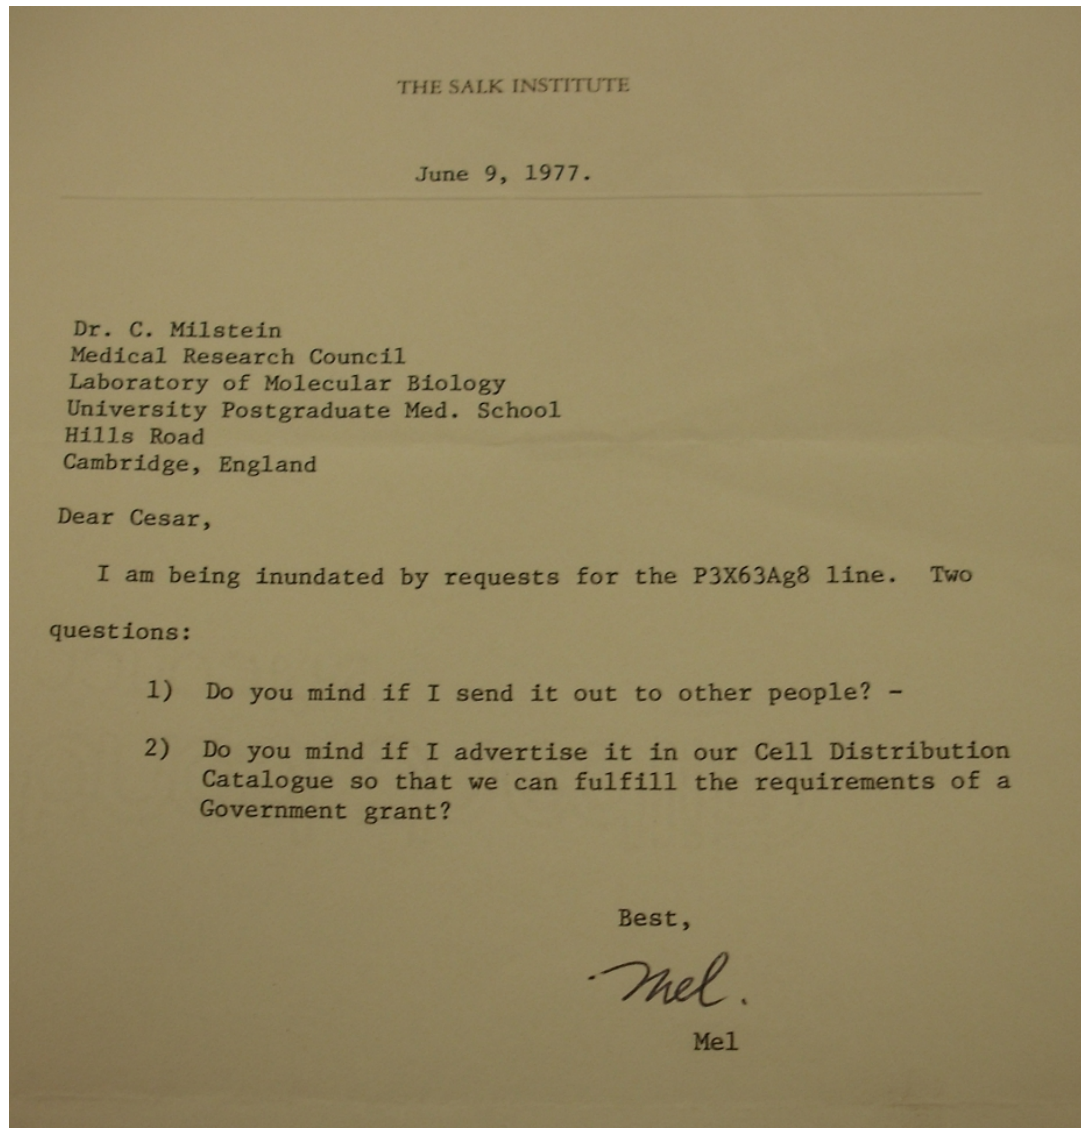 THE SALK INSTITUTE
June 9, 1977.
Dr. C. Milstein
Medical Research Council
Laboratory of Molecular Biology
University Postgraduate Med. School
Hills Road
Cambridge, England
Dear Cesar,
I am being inundated by requests for the P3X63Ag8 line. Two
questions:
1) Do you mind if I send it out to other people? -
2) Do you mind if I advertise it in our Cell Distribution
Catalogue so that we can fulfill the requirements of a
Government grant?
Best,
Mel.
Mel